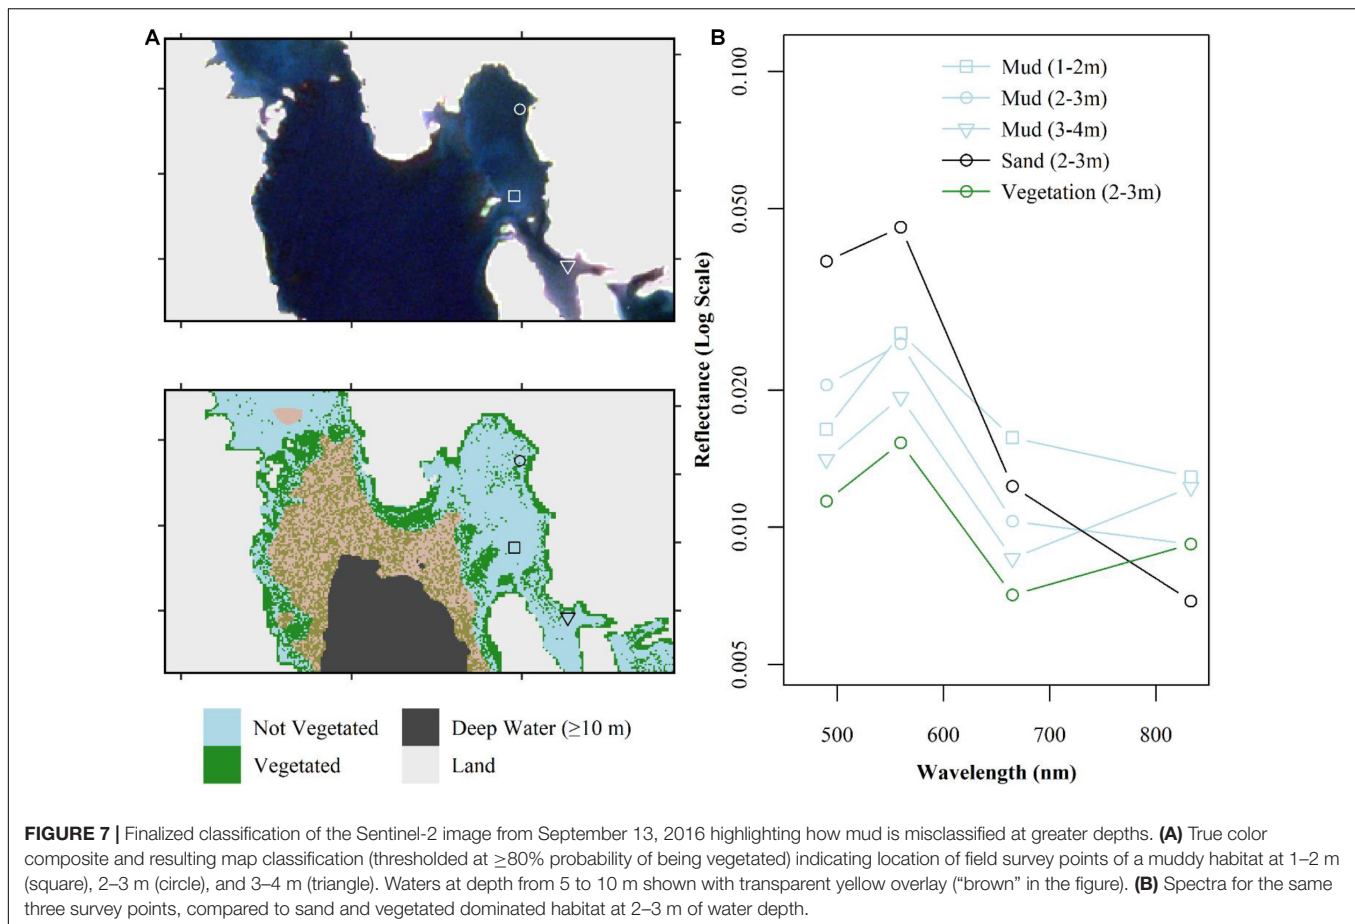 A
B
Mud (1-2m)
Mud (2-3m)
Mud (3-4m)
Sand (2-3m)
Vegetation (2-3m)
Reflectance (Log Scale)
0.100
0.050
0.020
0.010
0.005
500 600 700 800
Wavelength (nm)
Not Vegetated
Deep Water (≥10 m)
Vegetated
Land
FIGURE 7 | Finalized classification of the Sentinel-2 image from September 13, 2016 highlighting how mud is misclassified at greater depths. (A) True color
composite and resulting map classification (thresholded at ≥80% probability of being vegetated) indicating location of field survey points of a muddy habitat at 1–2 m
(square), 2–3 m (circle), and 3–4 m (triangle). Waters at depth from 5 to 10 m shown with transparent yellow overlay (“brown” in the figure). (B) Spectra for the same
three survey points, compared to sand and vegetated dominated habitat at 2–3 m of water depth.